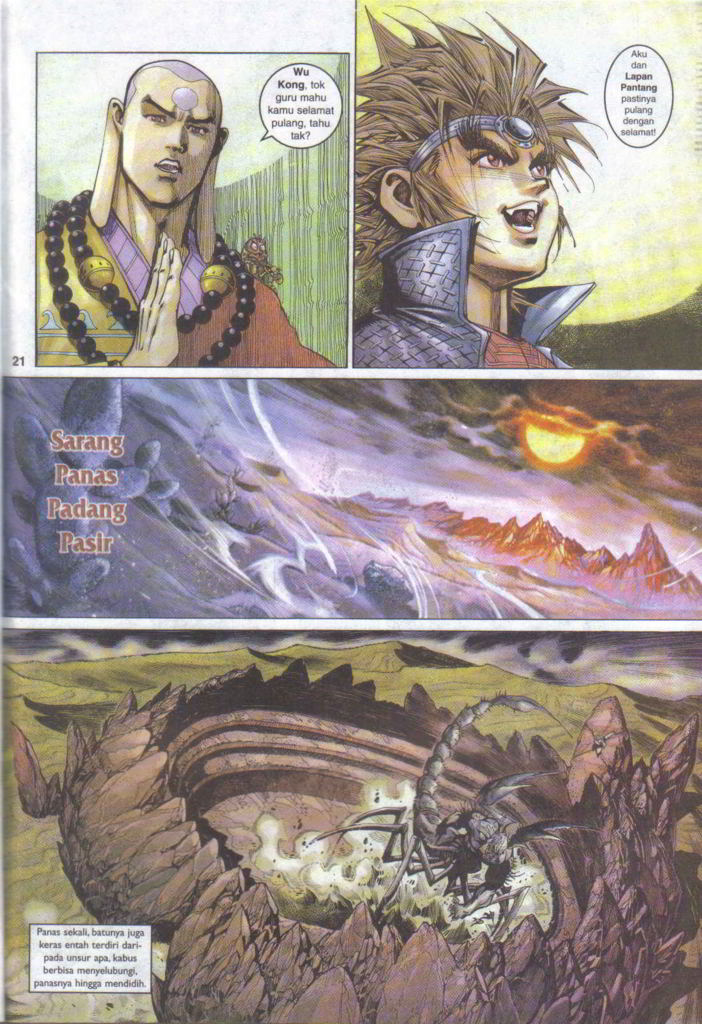 Wu
Kong, tok
guru mahu
kamu selamat
pulang, tahu
tak?
Aku
dan
Lapan
Pantang
pastinya
pulang
dengan
selamat!
21
Sarang
Panas
Padang
Pasir
Panas sekali, batunya juga
keras entah terdiri dari-
pada unsur apa, kabus
berbisa menyelubungi,
panasnya hingga mendidih.